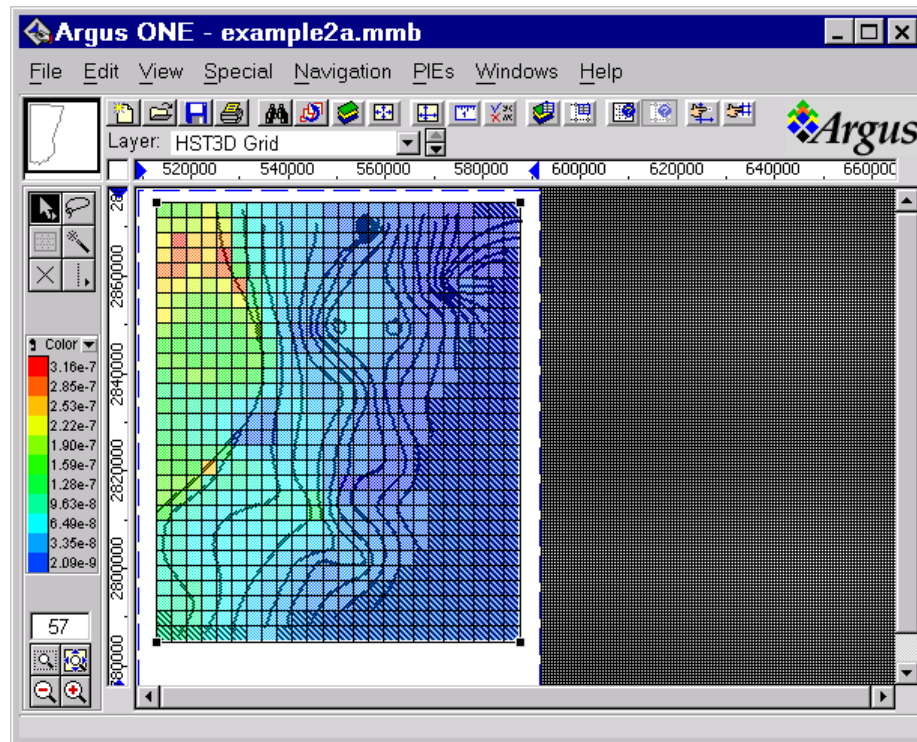 Argus ONE - example2a.mmb
File Edit View Special Navigation PIEs Windows Help
Argus
Layer: HST3D Grid
520000 540000 560000 580000 600000 620000 640000 66000
2860000
2840000
2820000
2800000
Color
3.16e-7
2.85e-7
2.53e-7
2.22e-7
1.90e-7
1.59e-7
1.28e-7
9.63e-8
6.49e-8
3.35e-8
2.09e-9
57